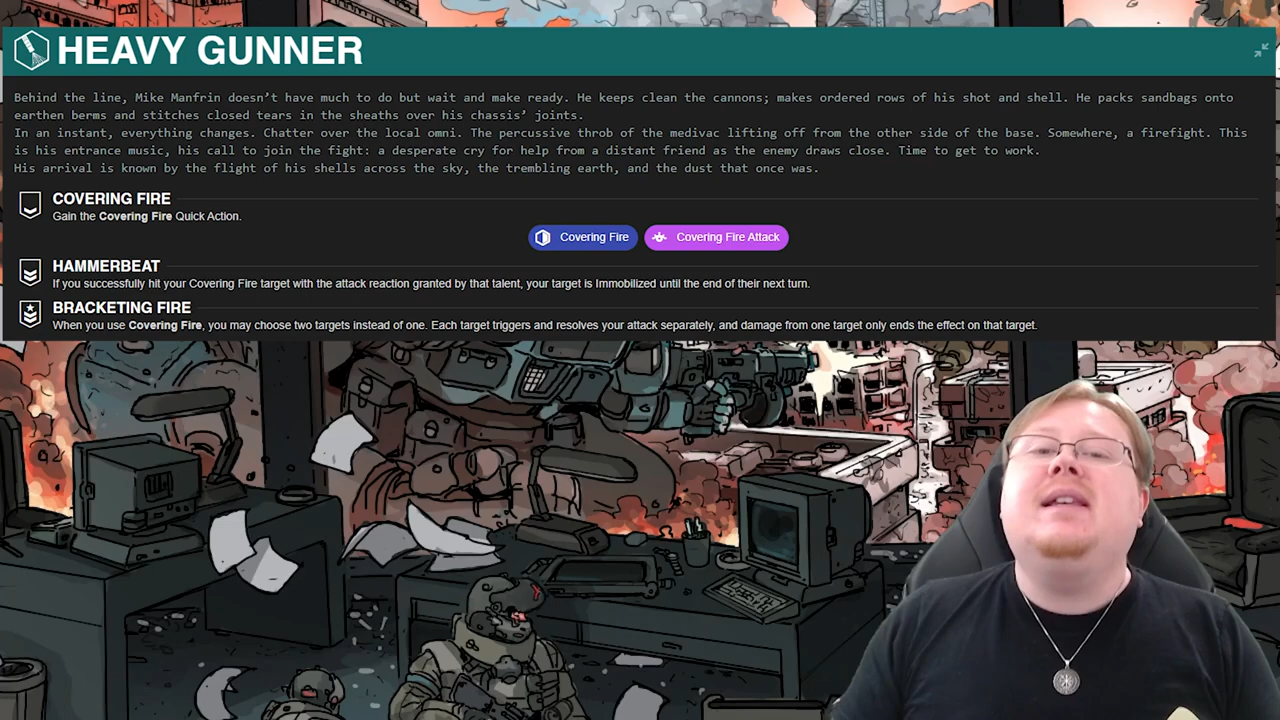 HEAVY GUNNER
Behind the line, Mike Manfrin doesn't have much to do but wait and make ready. He keeps clean the cannons; makes ordered rows of his shot and shell. He packs sandbags onto
earthen berms and stitches closed tears in the sheaths over his chassis' joints.
In an instant, everything changes. Chatter over the local omni. The percussive throb of the medivac lifting off from the other side of the base. Somewhere, a firefight. This
is his entrance music, his call to join the fight: a desperate cry for help from a distant friend as the enemy draws close. Time to get to work.
His arrival is known by the flight of his shells across the sky, the trembling earth, and the dust that once was.
COVERING FIRE
Gain the Covering Fire Quick Action.
Covering Fire Covering Fire Attack
HAMMERBEAT
If you successfully hit your Covering Fire target with the attack reaction granted by that talent, your target is Immobilized until the end of their next turn.
BRACKETING FIRE
When you use Covering Fire, you may choose two targets instead of one. Each target triggers and resolves your attack separately, and damage from one target only ends the effect on that target.